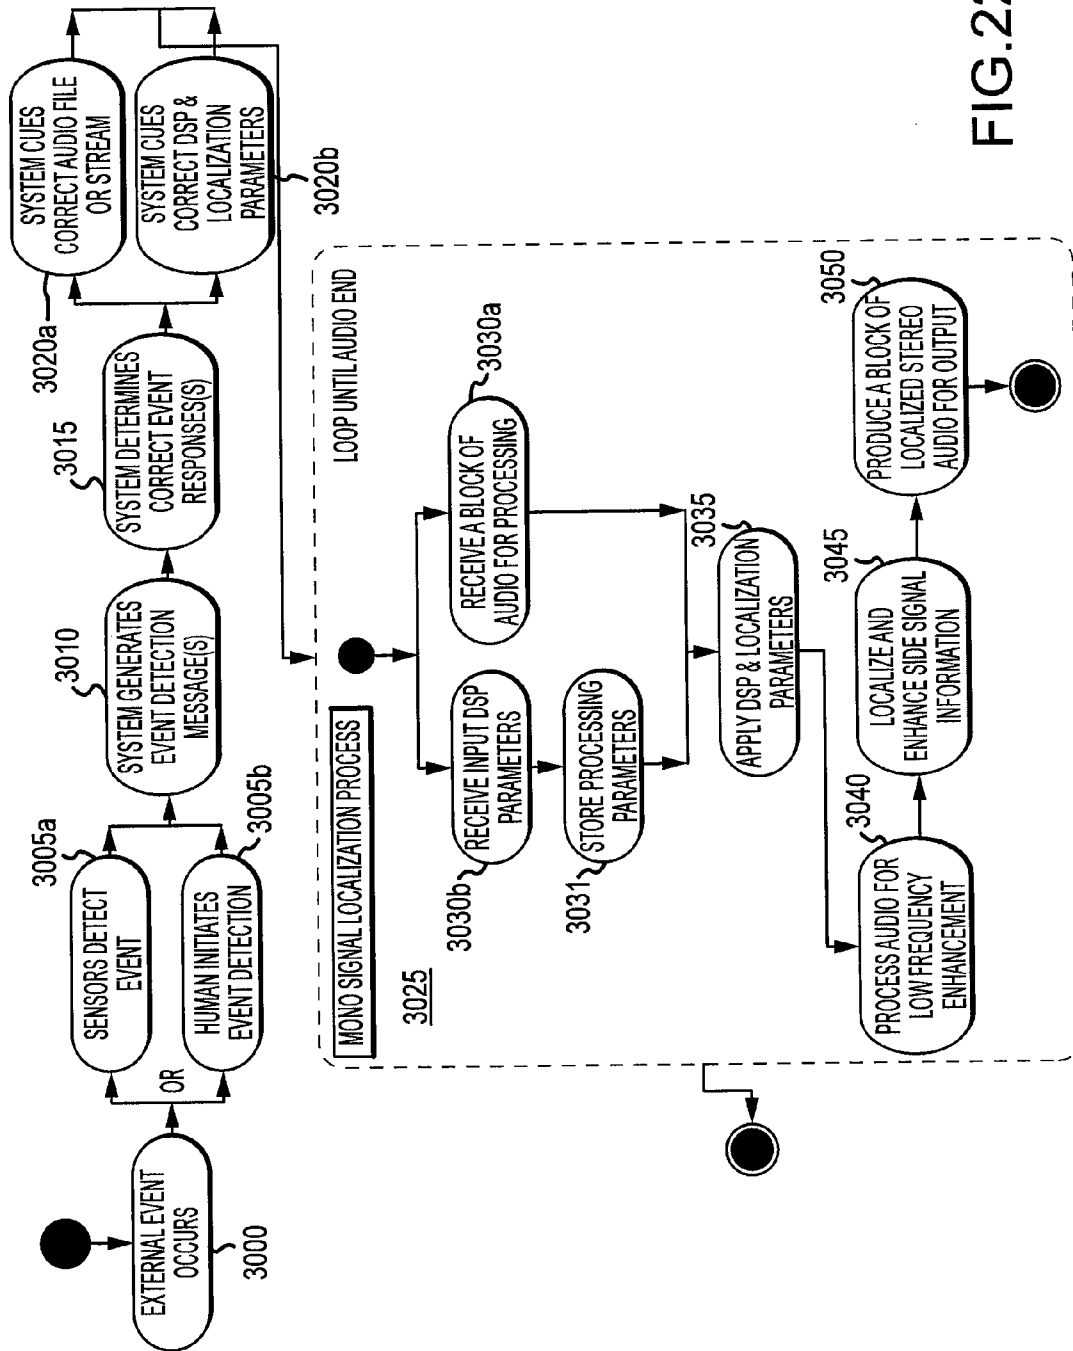 EXTERNAL EVENT
OCCURS
3000
OR
SENSORS DETECT
EVENT
3005a
HUMAN INITIATES
EVENT DETECTION
3005b
SYSTEM GENERATES
EVENT DETECTION
MESSAGE(S)
3010
SYSTEM DETERMINES
CORRECT EVENT
RESPONSES(S)
3015
SYSTEM CUES
CORRECT AUDIO FILE
OR STREAM
3020a
SYSTEM CUES
CORRECT DSP &
LOCALIZATION
PARAMETERS
3020b
MONO SIGNAL LOCALIZATION PROCESS
LOOP UNTIL AUDIO END
3025
RECEIVE INPUT DSP
PARAMETERS
3030b
RECEIVE A BLOCK OF
AUDIO FOR PROCESSING
3030a
STORE PROCESSING
PARAMETERS
3031
APPLY DSP & LOCALIZATION
PARAMETERS
3035
PROCESS AUDIO FOR
LOW FREQUENCY
ENHANCEMENT
3040
LOCALIZE AND
ENHANCE SIDE SIGNAL
INFORMATION
3045
PRODUCE A BLOCK OF
LOCALIZED STEREO
AUDIO FOR OUTPUT
3050
FIG.22